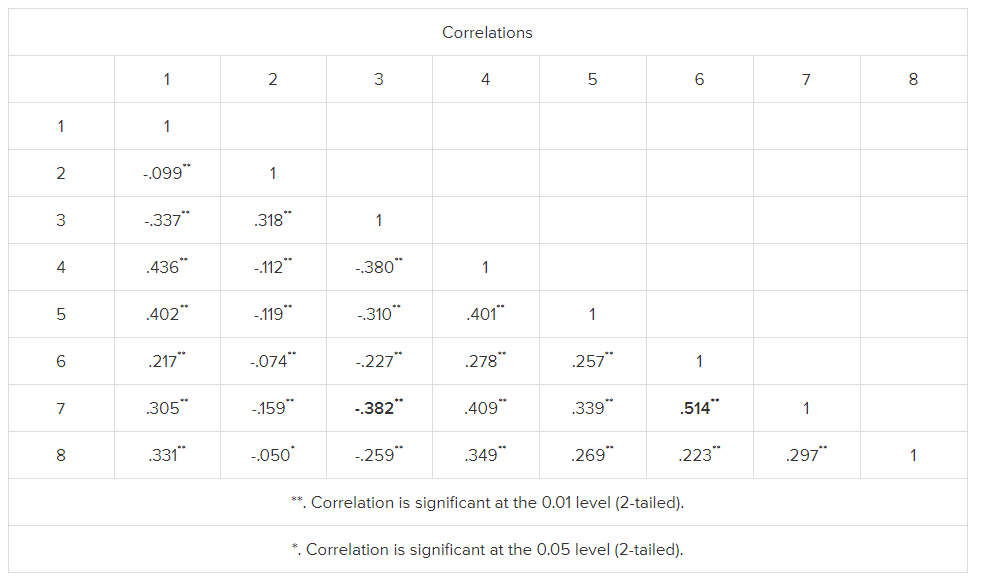 Correlations
1 2 3 4 5 6 7 8
1 1
2 -.099** 1
3 -.337** .318** 1
4 .436** -.112** -.380** 1
5 .402** -.119** -.310** .401** 1
6 .217** -.074** -.227** .278** .257** 1
7 .305** -.159** -.382** .409** .339** .514** 1
8 .331** -.050* -.259** .349** .269** .223** .297** 1
**. Correlation is significant at the 0.01 level (2-tailed).
*. Correlation is significant at the 0.05 level (2-tailed).